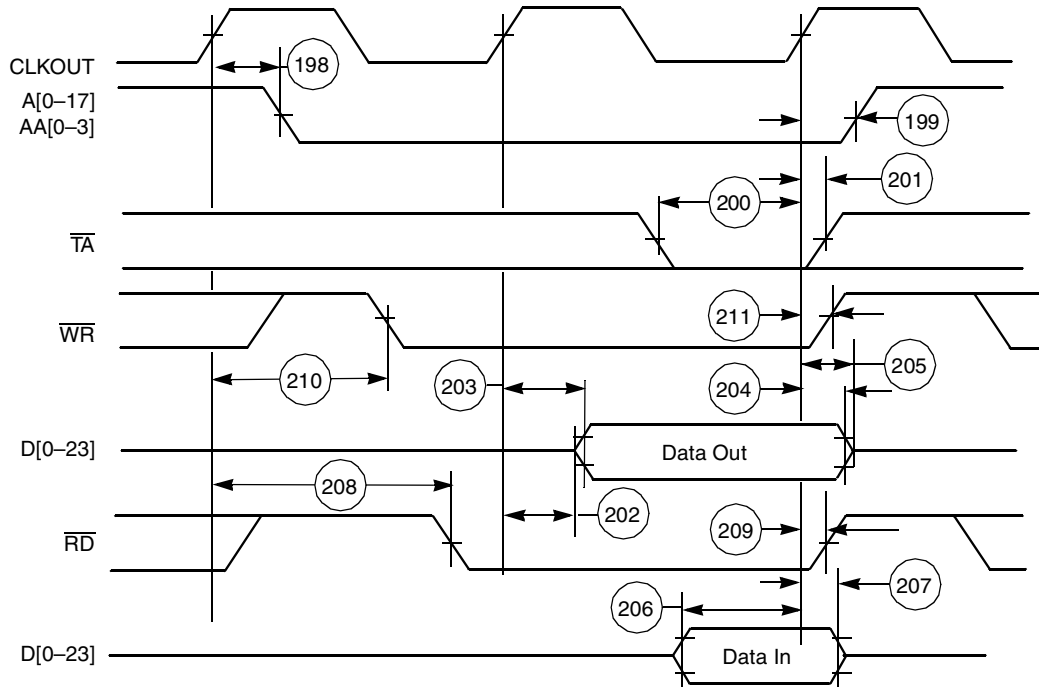 CLKOUT
198
A[0–17]
AA[0–3]
199
201
200
TA
211
WR
210
203
204
205
D[0–23]
Data Out
208
202
209
RD
207
206
D[0–23]
Data In